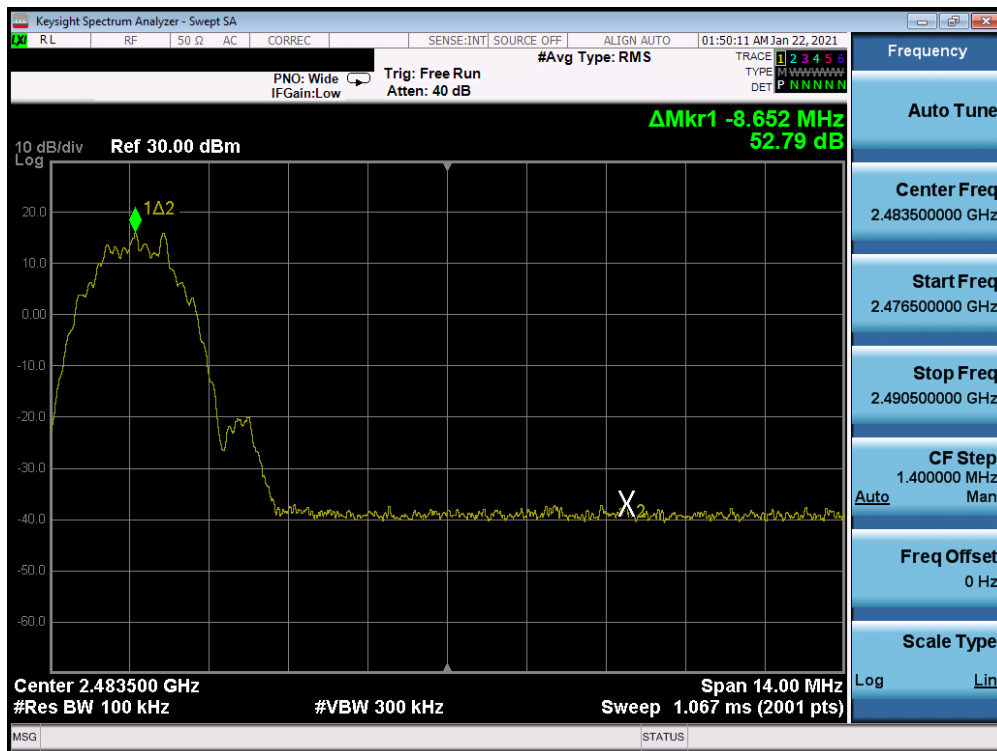 Keysight Spectrum Analyzer - Swept SA
LXI RL RF 50 Ω AC CORREC SENSE:INT SOURCE OFF ALIGN AUTO 01:50:11 AM Jan 22, 2021
#Avg Type: RMS
PNO: Wide
IFGain:Low
Trig: Free Run
Atten: 40 dB
TRACE 1 2 3 4 5 6
TYPE M WWWWW
DET P N N N N N
ΔMkr1 -8.652 MHz
52.79 dB
10 dB/div
Log
Ref 30.00 dBm
1Δ2
20.0
10.0
0.00
-10.0
-20.0
-30.0
-40.0
-50.0
-60.0
X2
Center 2.483500 GHz
Span 14.00 MHz
#Res BW 100 kHz
#VBW 300 kHz
Sweep 1.067 ms (2001 pts)
MSG
STATUS
Frequency
Auto Tune
Center Freq
2.483500000 GHz
Start Freq
2.476500000 GHz
Stop Freq
2.490500000 GHz
CF Step
1.400000 MHz
Auto Man
Freq Offset
0 Hz
Scale Type
Log Lin